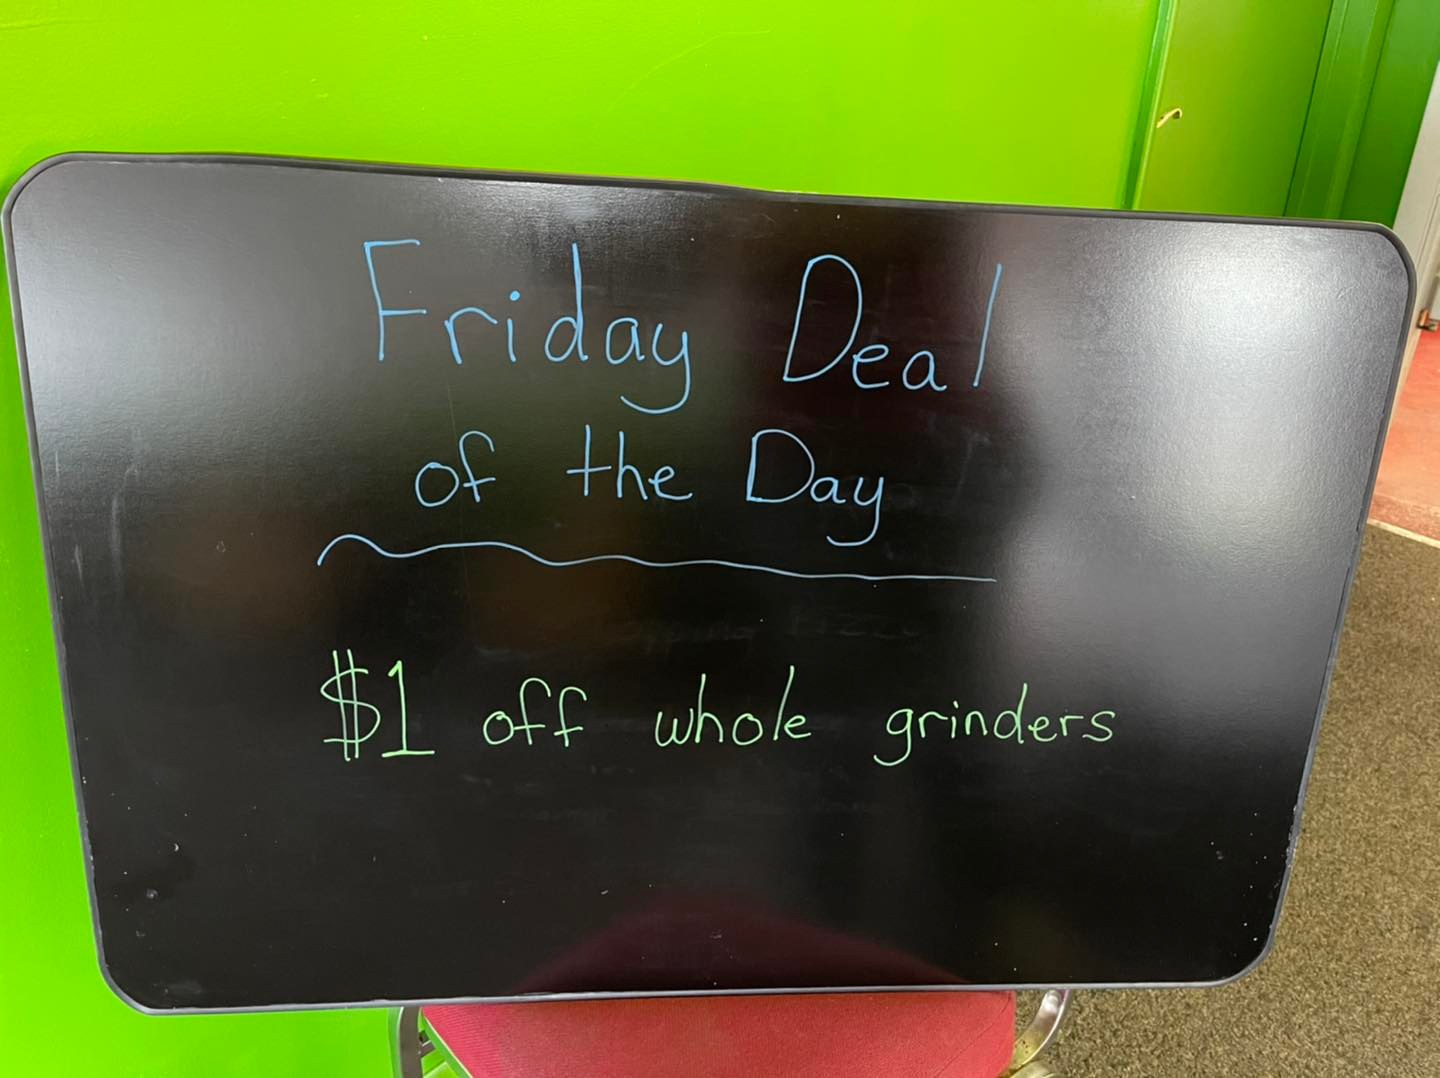 Friday Deal
of the Day
$1 off whole grinders